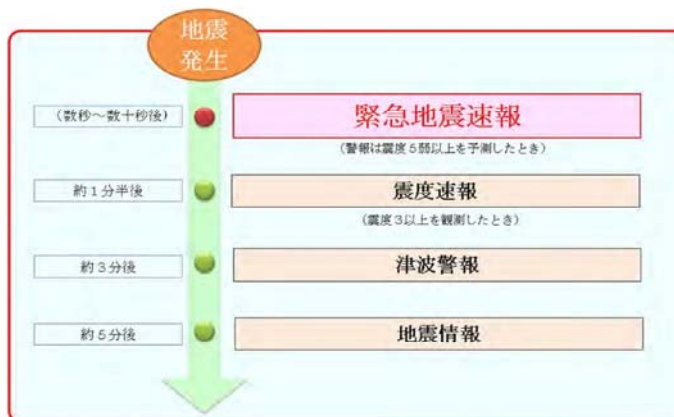 地震
発生
(数秒～数十秒後)
緊急地震速報
(警報は震度5弱以上を予測したとき)
約1分半後
震度速報
(震度3以上を観測したとき)
約3分後
津波警報
約5分後
地震情報